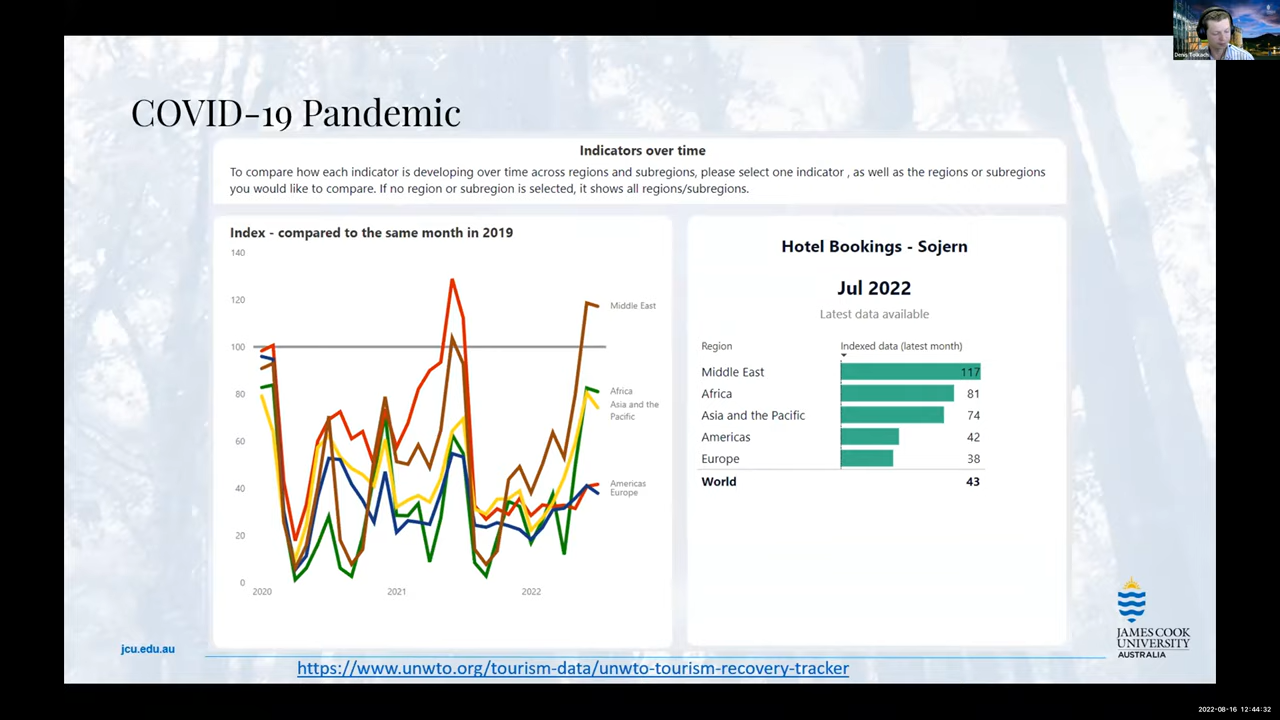 Denis Tolkach
COVID-19 Pandemic
Indicators over time
To compare how each indicator is developing over time across regions and subregions, please select one indicator , as well as the regions or subregions
you would like to compare. If no region or subregion is selected, it shows all regions/subregions.
Index - compared to the same month in 2019
140
120
100
80
60
40
20
0
2020
2021
2022
Middle East
Africa
Asia and the
Pacific
Americas
Europe
Hotel Bookings - Sojern
Jul 2022
Latest data available
Region Indexed data (latest month)
Middle East 117
Africa 81
Asia and the Pacific 74
Americas 42
Europe 38
World 43
jcu.edu.au
JAMES COOK
UNIVERSITY
AUSTRALIA
https://www.unwto.org/tourism-data/unwto-tourism-recovery-tracker
2022-08-16 12:44:32